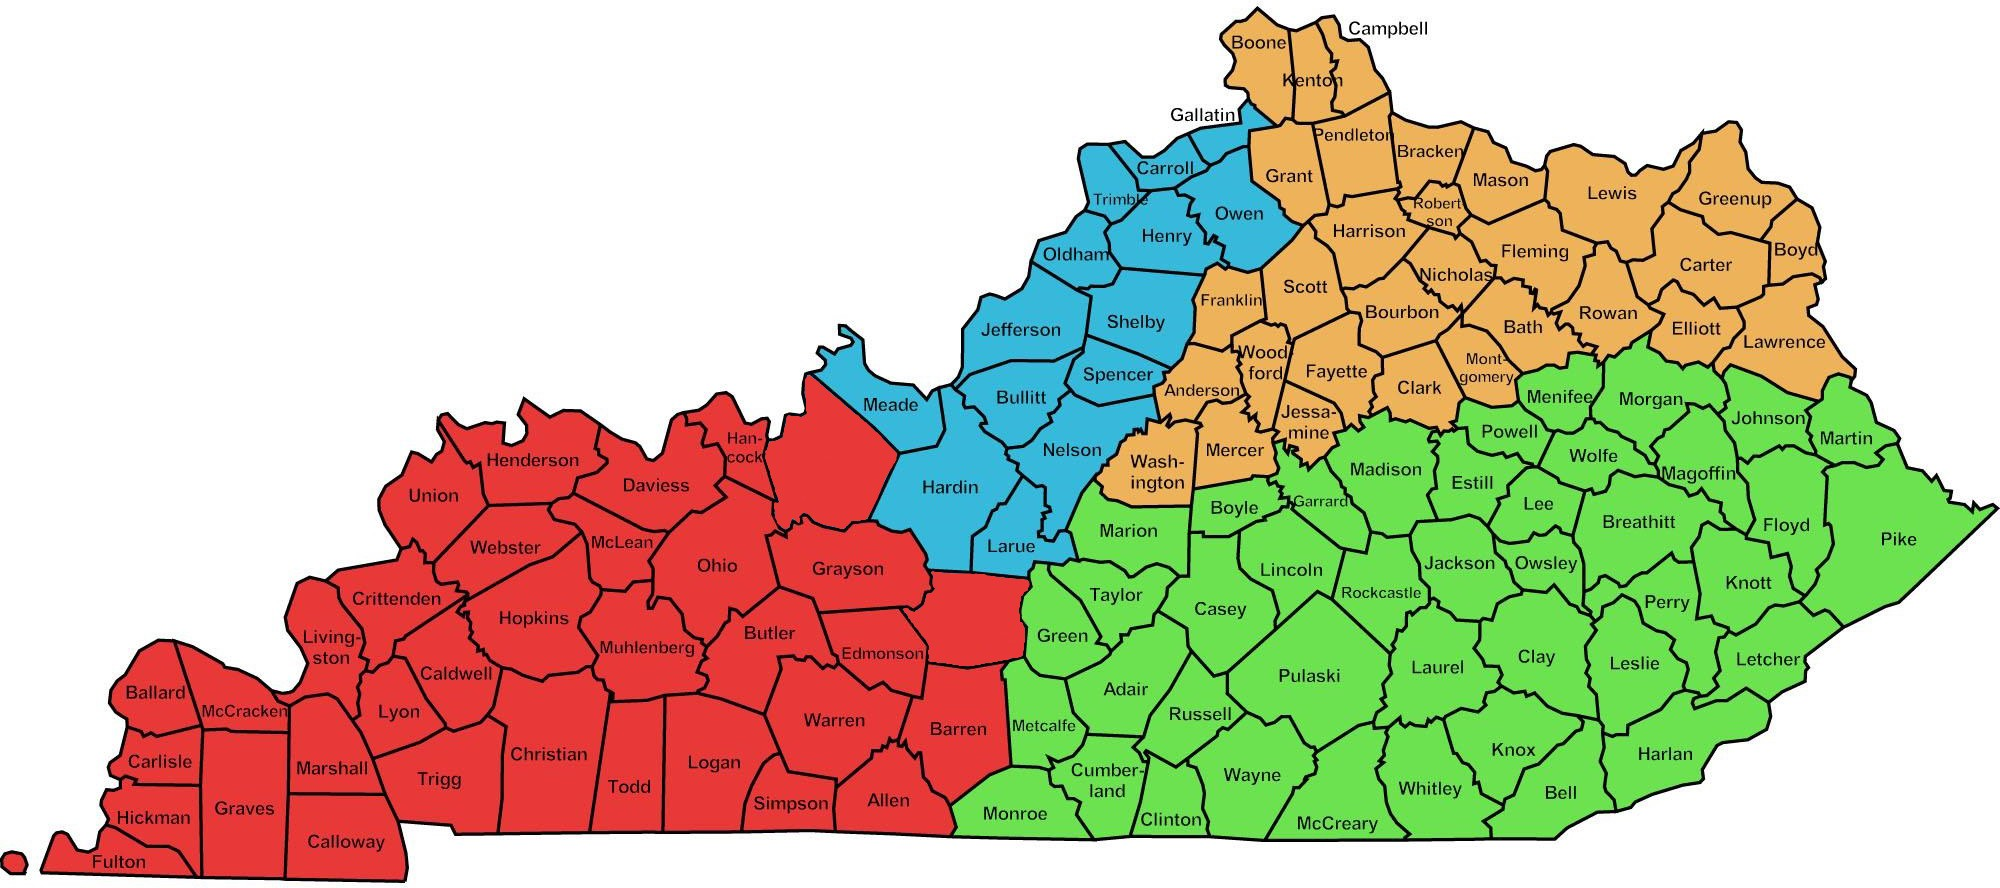 Campbell
Boone
Kenton
Gallatin
Pendleton
Bracken
Carroll
Grant
Mason
Lewis
Greenup
Trimble
Owen
Robert-
son
Harrison
Henry
Fleming
Boyd
Oldham
Carter
Nicholas
Scott
Franklin
Bourbon
Rowan
Shelby
Jefferson
Bath
Elliott
Lawrence
Wood-
ford
Fayette
Mont-
gomery
Spencer
Anderson
Clark
Bullitt
Menifee
Morgan
Meade
Jessa-
mine
Johnson
Powell
Martin
Han-
cock
Nelson
Mercer
Wolfe
Henderson
Wash-
ington
Madison
Magoffin
Daviess
Hardin
Estill
Union
Garrard
Lee
Boyle
Breathitt
Floyd
Marion
Pike
McLean
Webster
Larue
Jackson
Owsley
Ohio
Grayson
Lincoln
Knott
Rockcastle
Taylor
Crittenden
Perry
Casey
Hopkins
Butler
Green
Living-
ston
Muhlenberg
Edmonson
Clay
Leslie
Letcher
Laurel
Caldwell
Pulaski
Adair
Ballard
McCracken
Lyon
Russell
Warren
Metcalfe
Barren
Christian
Knox
Harlan
Carlisle
Logan
Marshall
Cumber-
land
Wayne
Trigg
Todd
Whitley
Bell
Simpson
Allen
Graves
Monroe
Hickman
Clinton
McCreary
Calloway
Fulton